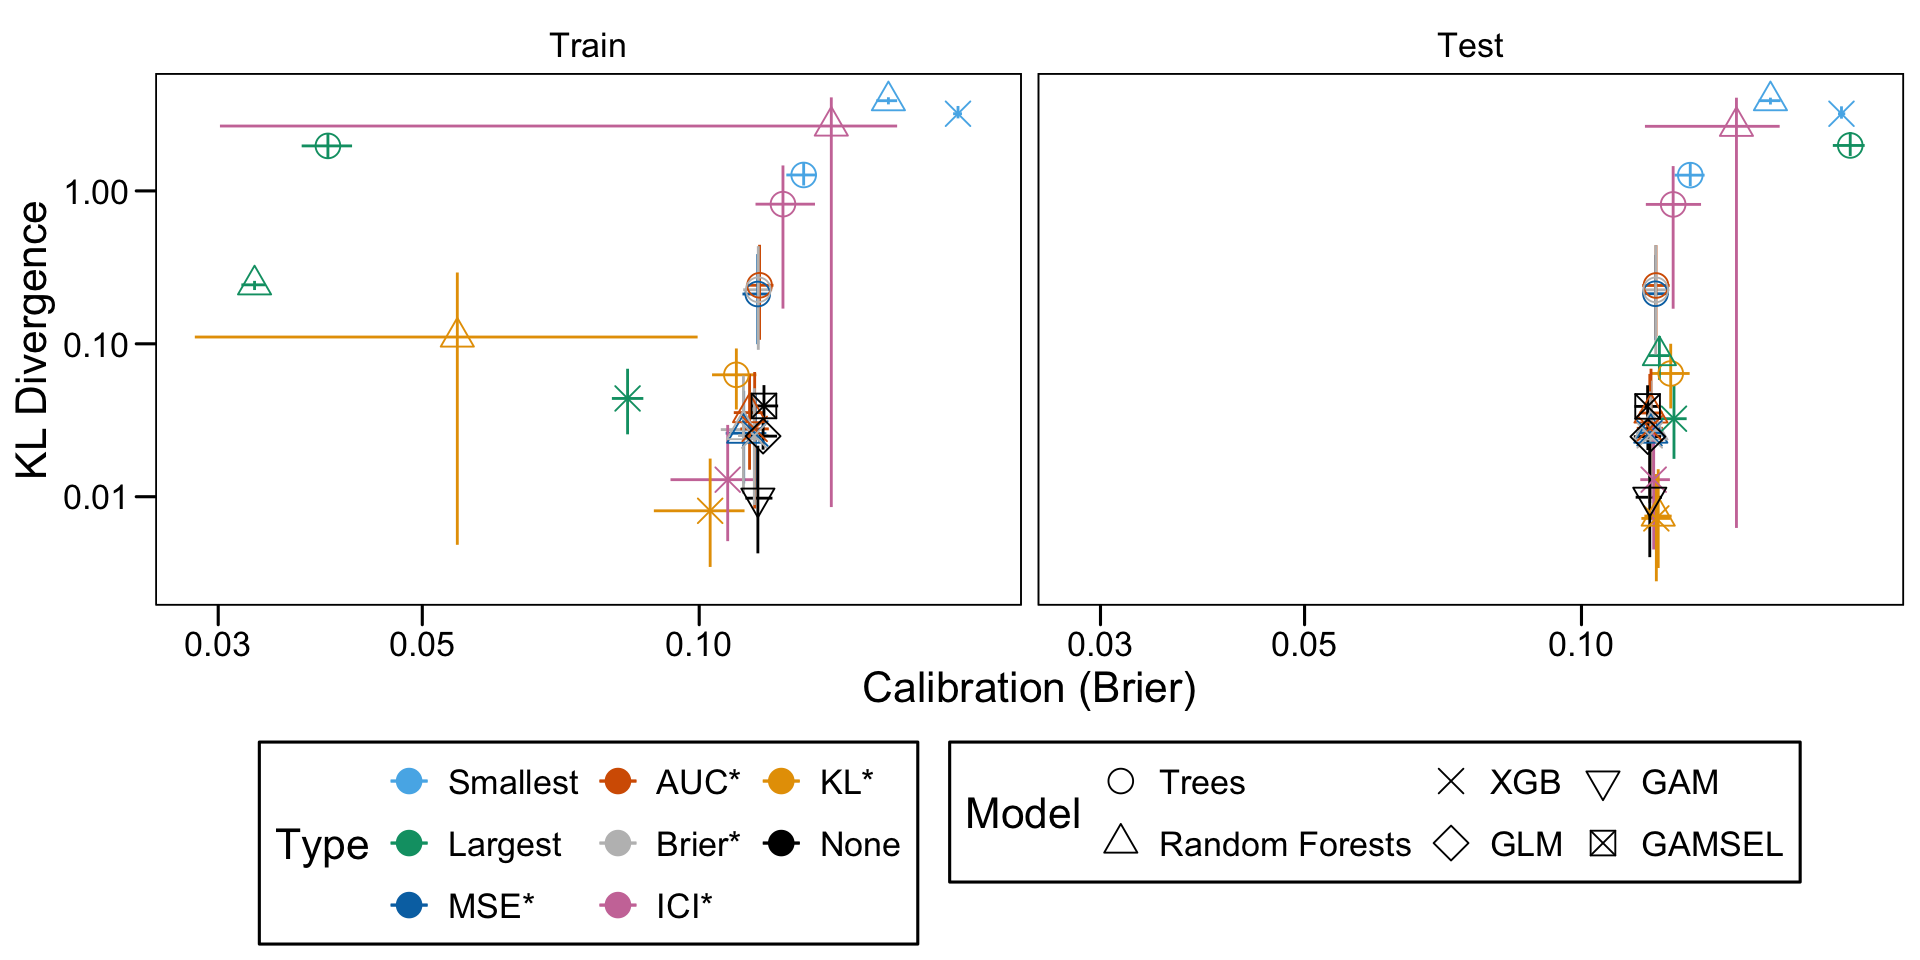 Train Test
KL Divergence
1.00
0.10
0.01
0.03 0.05 0.10 0.03 0.05 0.10
Calibration (Brier)
Type
Smallest AUC* KL*
Largest Brier* None
MSE* ICI*
Model
Trees XGB GAM
Random Forests GLM GAMSEL